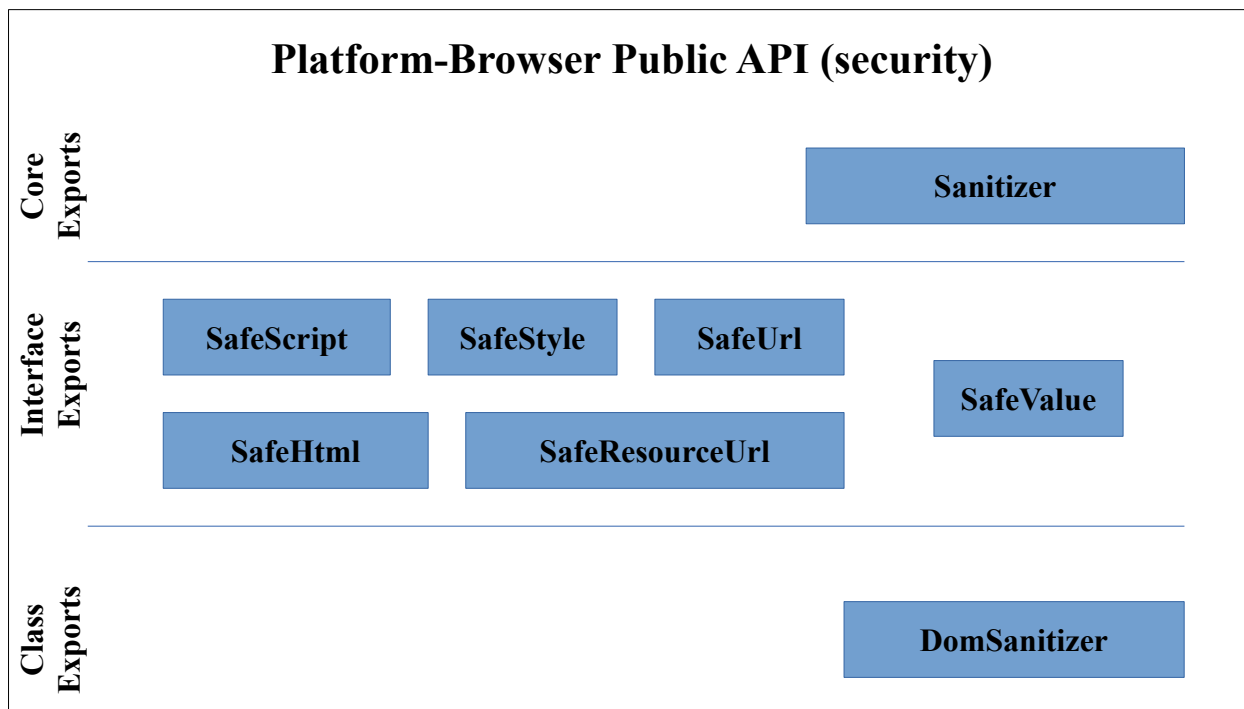 Platform-Browser Public API (security)
Core
Exports
Sanitizer
Interface
Exports
SafeScript
SafeStyle
SafeUrl
SafeValue
SafeHtml
SafeResourceUrl
Class
Exports
DomSanitizer